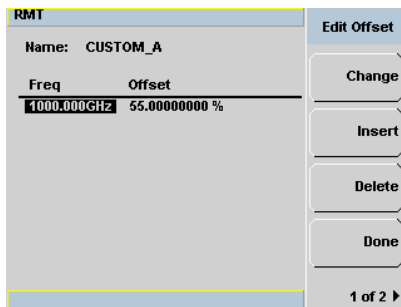 RMT
Edit Offset
Name: CUSTOM_A
Freq Offset
1000.000GHz 55.00000000 %
Change
Insert
Delete
Done
1 of 2